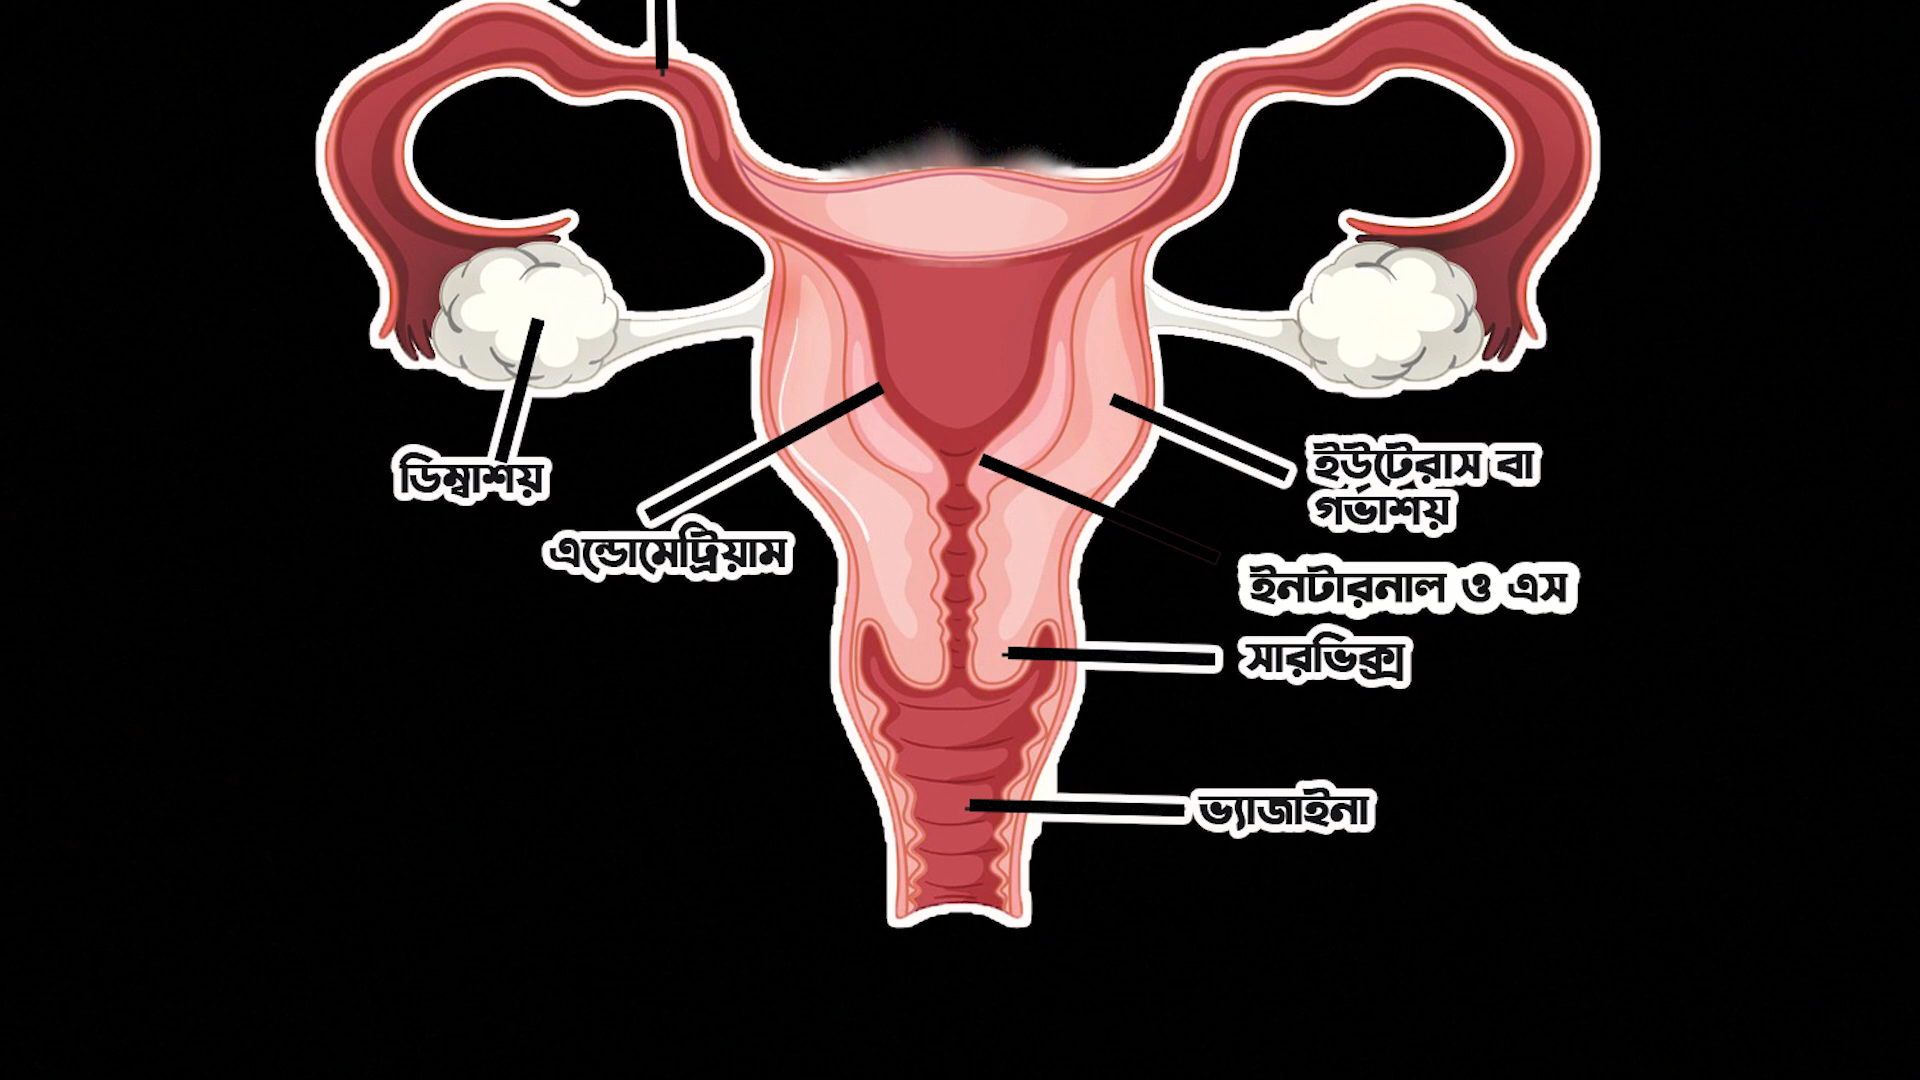 ডিম্বাশয়
এন্ডোমেট্রিয়াম
ইউটেরাস বা
গর্ভাশয়
ইনটারনাল ও এস
সারভিক্স
ভ্যাজাইনা